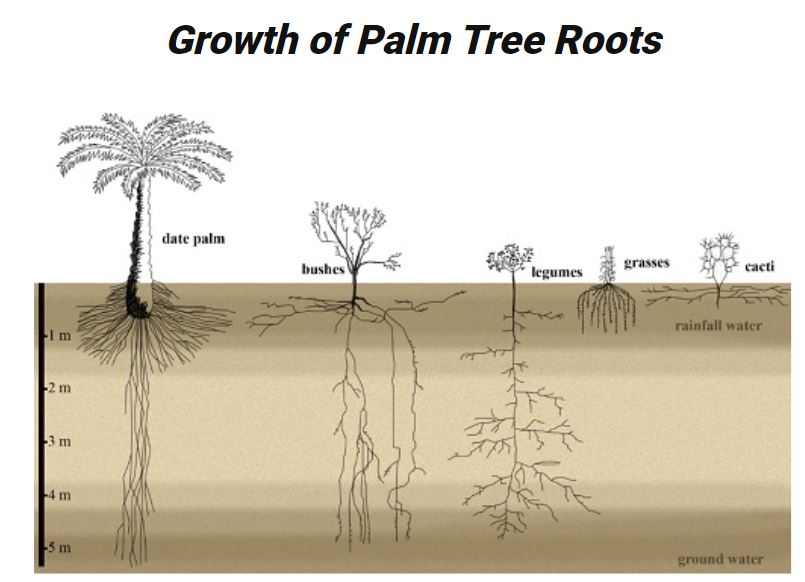 Growth of Palm Tree Roots
date palm
bushes
legumes
grasses
cacti
rainfall water
1 m
2 m
3 m
4 m
5 m
ground water